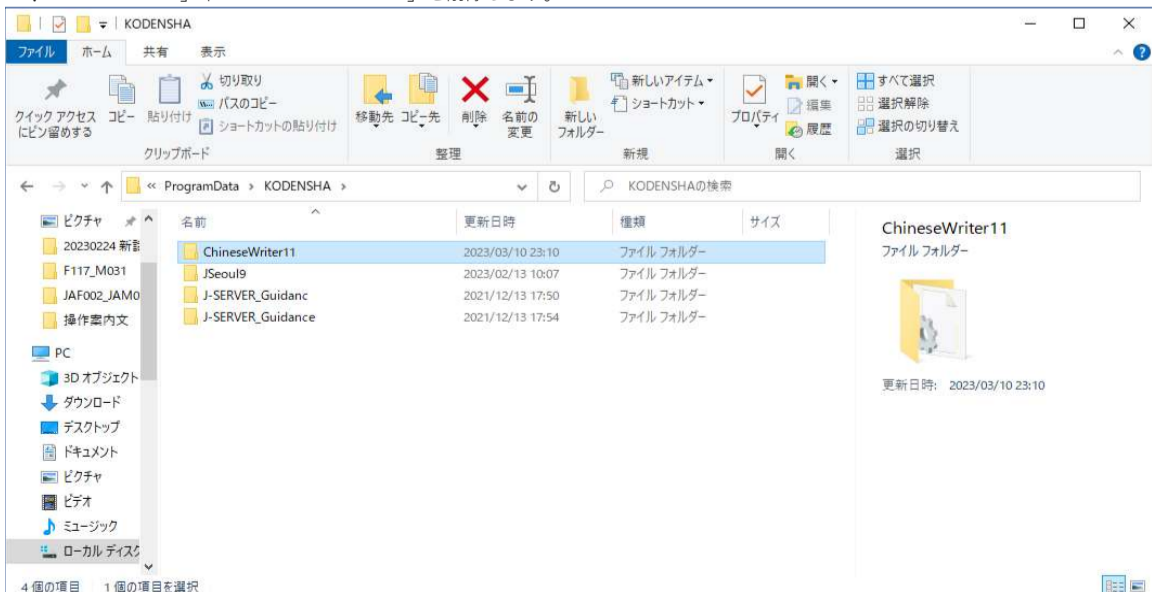 KODENSHA
ファイル ホーム 共有 表示
クイック アクセスにピン留めする
コピー
貼り付け
切り取り
パスのコピー
ショートカットの貼り付け
クリップボード
移動先
コピー先
削除
名前の変更
整理
新しいフォルダー
新しいアイテム
ショートカット
新規
プロパティ
開く
編集
履歴
開く
すべて選択
選択解除
選択の切り替え
選択
« ProgramData › KODENSHA ›
KODENSHAの検索
ピクチャ
20230224 新
F117_M031
JAF002_JAM0
操作案内文
PC
3D オブジェクト
ダウンロード
デスクトップ
ドキュメント
ピクチャ
ビデオ
ミュージック
ローカル ディスク
名前 更新日時 種類 サイズ
ChineseWriter11 2023/03/10 23:10 ファイル フォルダー
JSeoul9 2023/02/13 10:07 ファイル フォルダー
J-SERVER_Guidanc 2021/12/13 17:50 ファイル フォルダー
J-SERVER_Guidance 2021/12/13 17:54 ファイル フォルダー
ChineseWriter11
ファイル フォルダー
更新日時: 2023/03/10 23:10
4 個の項目 1 個の項目を選択